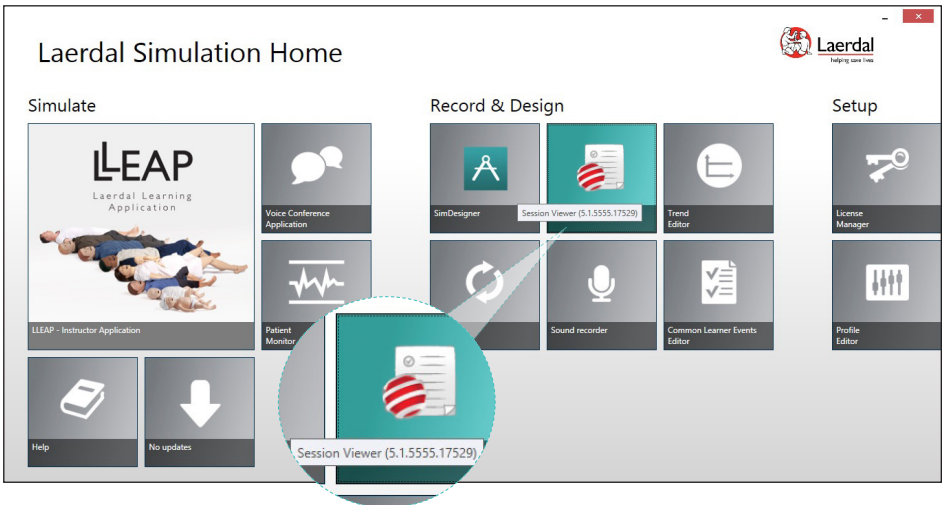 Laerdal Simulation Home
Laerdal
helping save lives
Simulate
Record & Design
Setup
LLEAP
Laerdal Learning
Application
LLEAP - Instructor Application
Voice Conference
Application
Patient
Monitor
Help
No updates
SimDesigner
Session Viewer (5.1.5555.17529)
Trend
Editor
Sound recorder
Common Learner Events
Editor
License
Manager
Profile
Editor
Session Viewer (5.1.5555.17529)